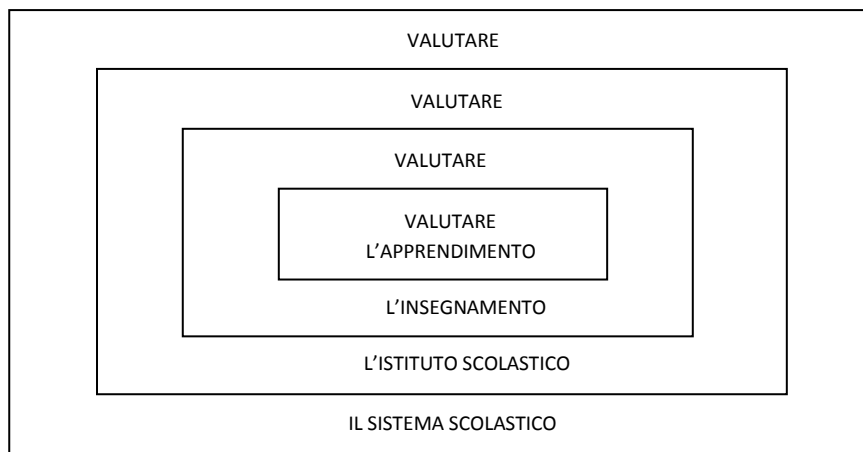 VALUTARE
VALUTARE
VALUTARE
VALUTARE
L’APPRENDIMENTO
L’INSEGNAMENTO
L’ISTITUTO SCOLASTICO
IL SISTEMA SCOLASTICO